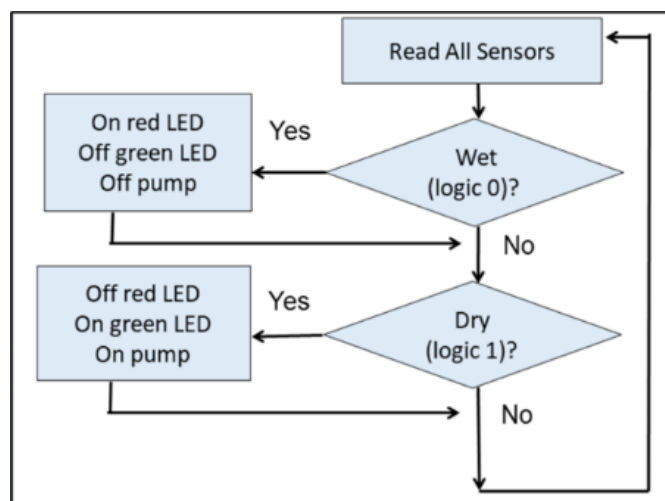 Read All Sensors
On red LED
Off green LED
Off pump
Yes
Wet
(logic 0)?
No
Off red LED
On green LED
On pump
Yes
Dry
(logic 1)?
No